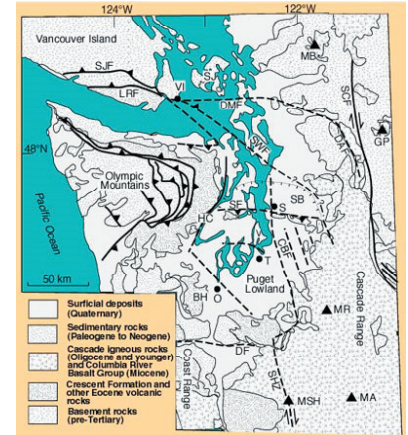 124°W
122°W
Vancouver Island
MB
SJF
SJ
LRF
VI
DMF
SCF
GP
SWF
DAF
48°N
Olympic
Mountains
SB
SF
S
HC
CBF
Pacific Ocean
T
Puget
Lowland
50 km
BH
O
MR
Cascade Range
Surficial deposits
(Quaternary)
Sedimentary rocks
(Paleogene to Neogene)
Cascade igneous rocks
(Oligocene and younger)
and Columbia River
Basalt Group (Miocene)
Crescent Formation and
other Eocene volcanic
rocks
Basement rocks
(pre-Tertiary)
DF
Coast Range
SHZ
MSH
MA